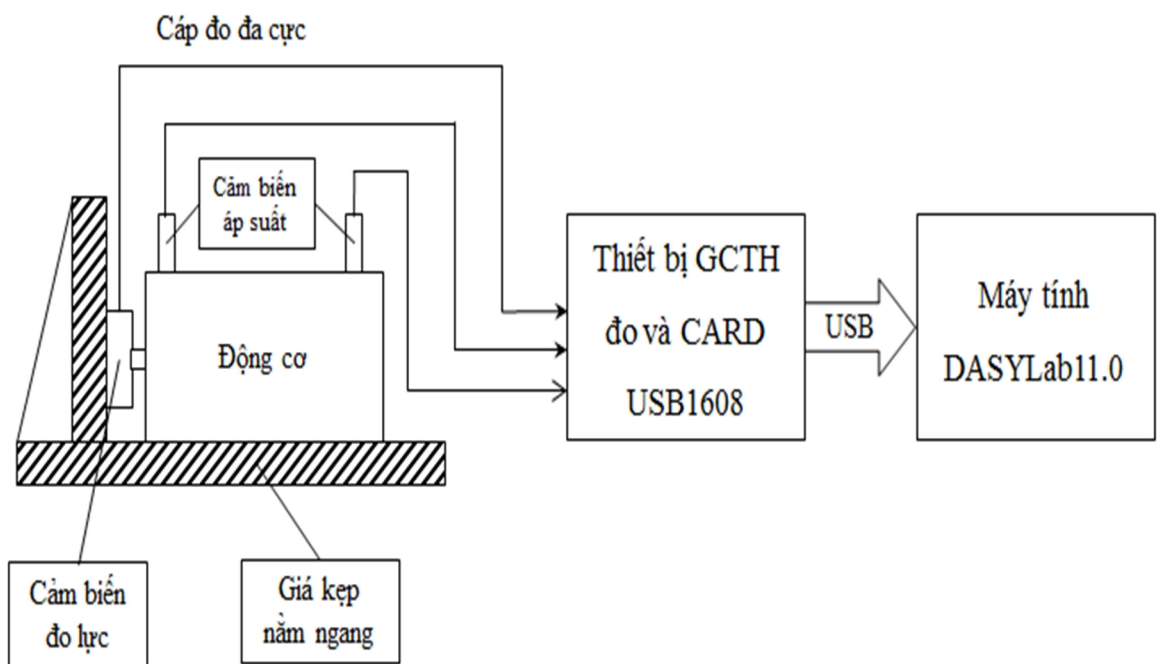 Cáp đo đa cực
Cảm biến
áp suất
Động cơ
Thiết bị GCTH
đo và CARD
USB1608
USB
Máy tính
DASYLab11.0
Cảm biến
đo lực
Giá kẹp
nằm ngang